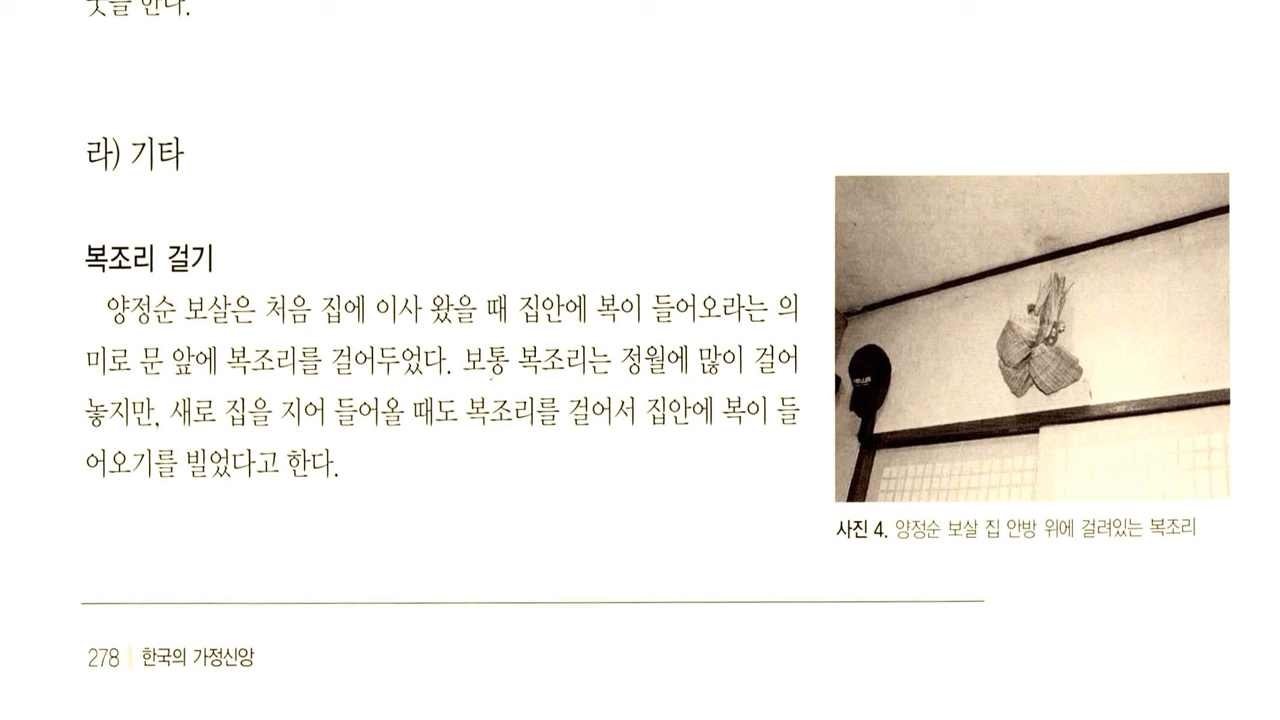 굿을 한다.
라) 기타
복조리 걸기
양정순 보살은 처음 집에 이사 왔을 때 집안에 복이 들어오라는 의
미로 문 앞에 복조리를 걸어두었다. 보통 복조리는 정월에 많이 걸어
놓지만, 새로 집을 지어 들어올 때도 복조리를 걸어서 집안에 복이 들
어오기를 빌었다고 한다.
사진 4. 양정순 보살 집 안방 위에 걸려있는 복조리
278 한국의 가정신앙